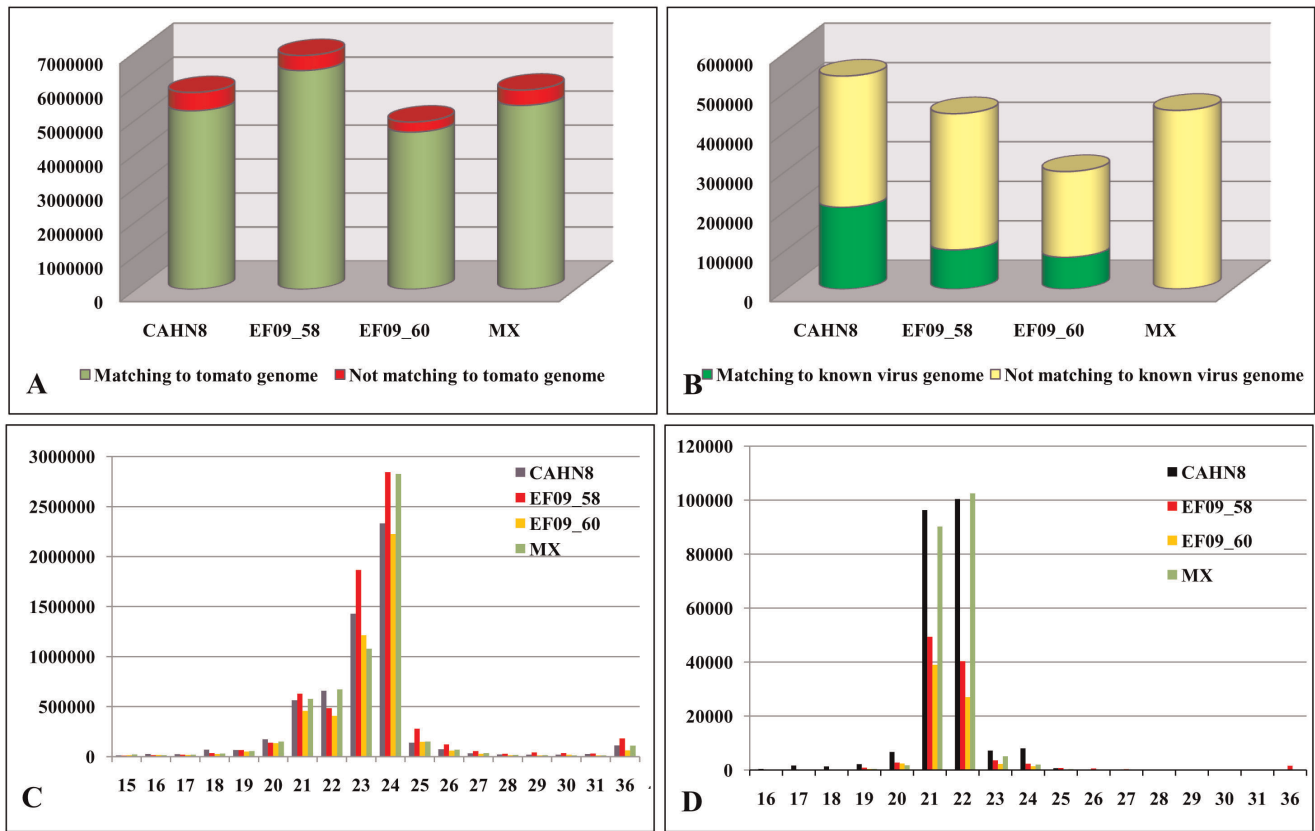 7000000
6000000
5000000
4000000
3000000
2000000
1000000
0
CAHN8 EF09_58 EF09_60 MX
A
Matching to tomato genome Not matching to tomato genome
600000
500000
400000
300000
200000
100000
0
CAHN8 EF09_58 EF09_60 MX
B
Matching to known virus genome Not matching to known virus genome
3000000
2500000
2000000
1500000
1000000
500000
0
CAHN8
EF09_58
EF09_60
MX
15 16 17 18 19 20 21 22 23 24 25 26 27 28 29 30 31 36
C
120000
100000
80000
60000
40000
20000
0
CAHN8
EF09_58
EF09_60
MX
16 17 18 19 20 21 22 23 24 25 26 27 28 29 30 31 36
D